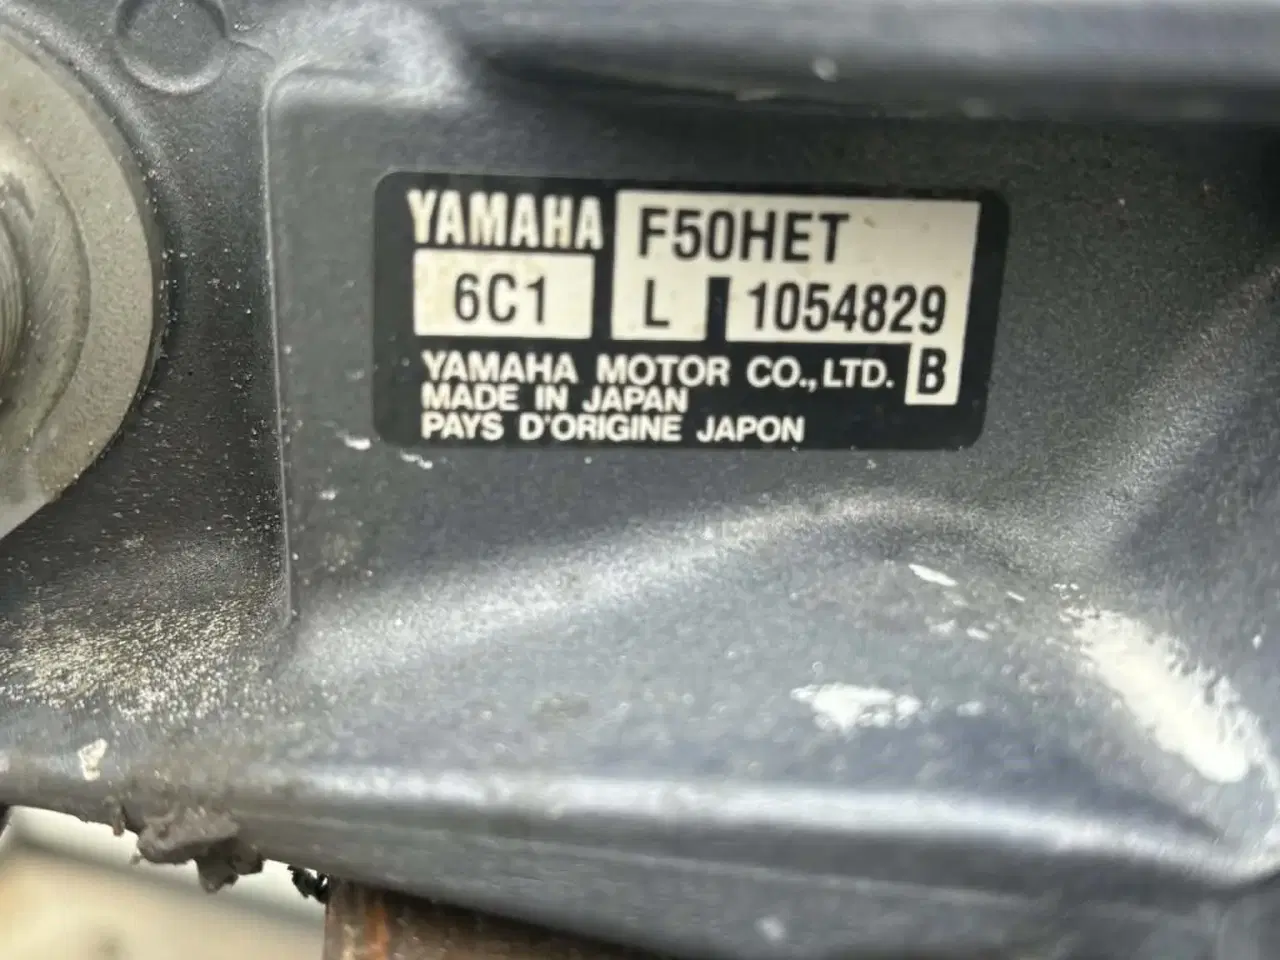 YAMAHA F50HET
6C1 L 1054829
YAMAHA MOTOR CO., LTD. B
MADE IN JAPAN
PAYS D'ORIGINE JAPON